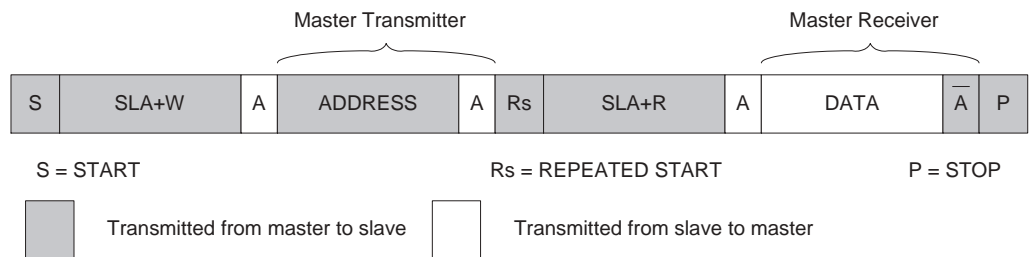 Master Transmitter Master Receiver
S SLA+W A ADDRESS A Rs SLA+R A DATA A̅ P
S = START Rs = REPEATED START P = STOP
Transmitted from master to slave Transmitted from slave to master